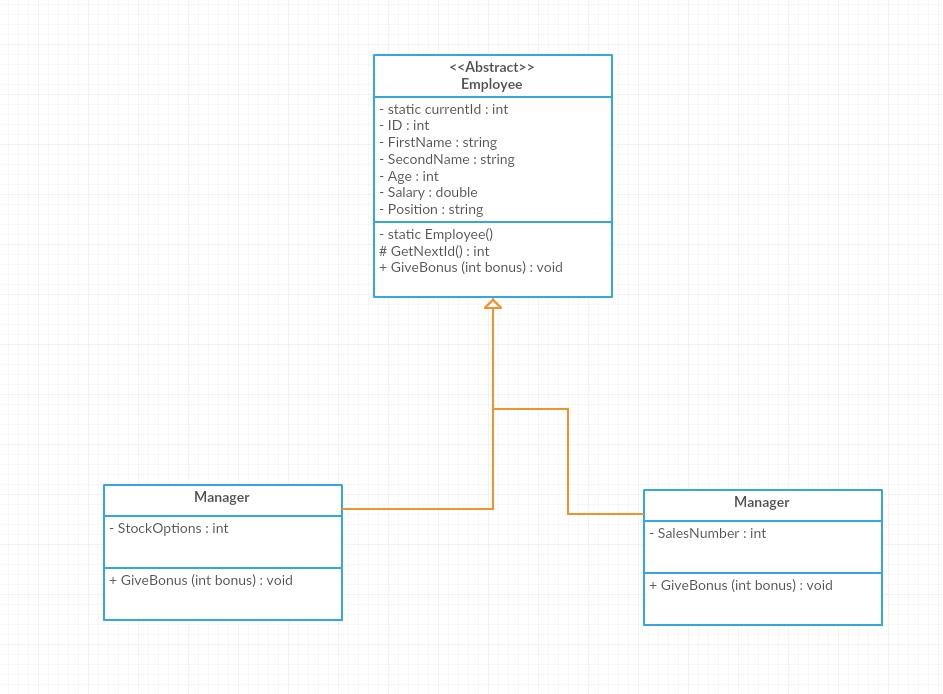 <<Abstract>>
Employee
- static currentId : int
- ID : int
- FirstName : string
- SecondName : string
- Age : int
- Salary : double
- Position : string
- static Employee()
# GetNextId() : int
+ GiveBonus (int bonus) : void
Manager
- StockOptions : int
+ GiveBonus (int bonus) : void
Manager
- SalesNumber : int
+ GiveBonus (int bonus) : void